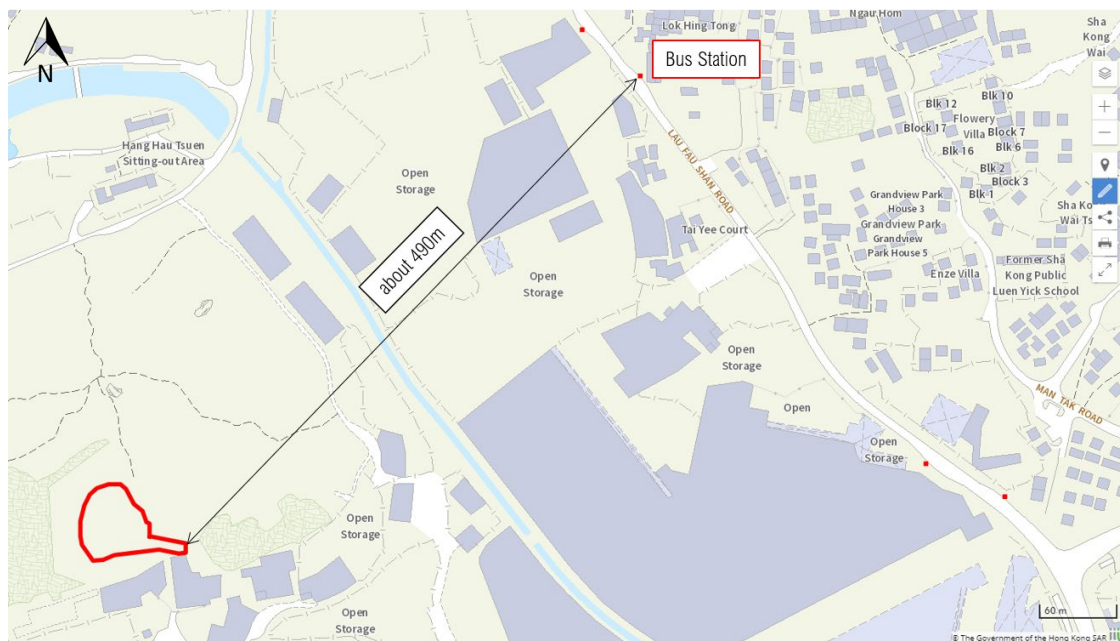 Lok Hing Tong
Ngau Hom
Sha
Kong
Wai
N
Bus Station
Hang Hau Tsuen
Sitting-out Area
Open
Storage
LAU FAU SHAN ROAD
Blk 10
Blk 12
Flowery
Villa
Block 17
Block 7
Blk 16
Blk 6
Blk 2
Block 3
Blk 1
Grandview Park
House 3
Grandview Park
Grandview
Park House 5
Sha Ko
Wai Ts
Tai Yee Court
about 490m
Enze Villa
Former Sha
Kong Public
Luen Yick School
Open
Storage
Open
Storage
Open
MAN TAK ROAD
Open
Storage
Open
Storage
Open
Storage
60 m
© The Government of the Hong Kong SAR